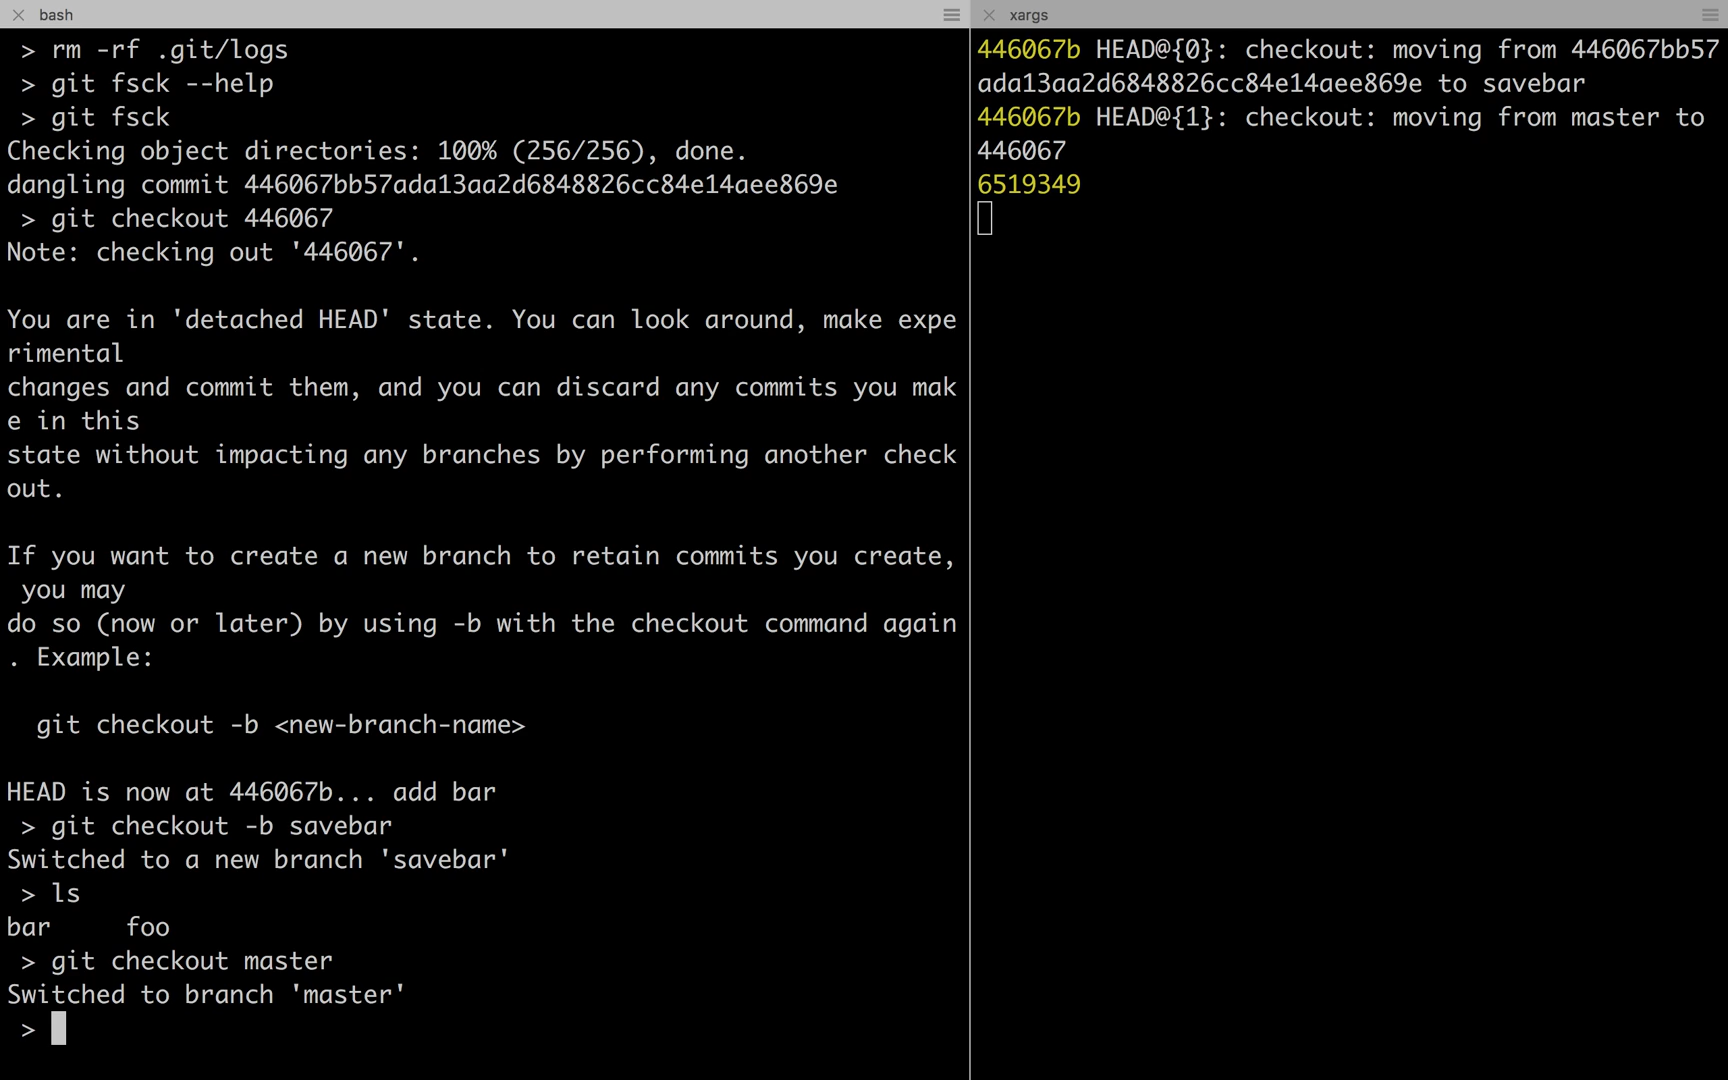 bash
> rm -rf .git/logs
> git fsck --help
> git fsck
Checking object directories: 100% (256/256), done.
dangling commit 446067bb57ada13aa2d6848826cc84e14aee869e
> git checkout 446067
Note: checking out '446067'.
You are in 'detached HEAD' state. You can look around, make expe
rimental
changes and commit them, and you can discard any commits you mak
e in this
state without impacting any branches by performing another check
out.
If you want to create a new branch to retain commits you create,
you may
do so (now or later) by using -b with the checkout command again
. Example:
git checkout -b <new-branch-name>
HEAD is now at 446067b... add bar
> git checkout -b savebar
Switched to a new branch 'savebar'
> ls
bar foo
> git checkout master
Switched to branch 'master'
>
xargs
446067b HEAD@{0}: checkout: moving from 446067bb57
ada13aa2d6848826cc84e14aee869e to savebar
446067b HEAD@{1}: checkout: moving from master to
446067
6519349